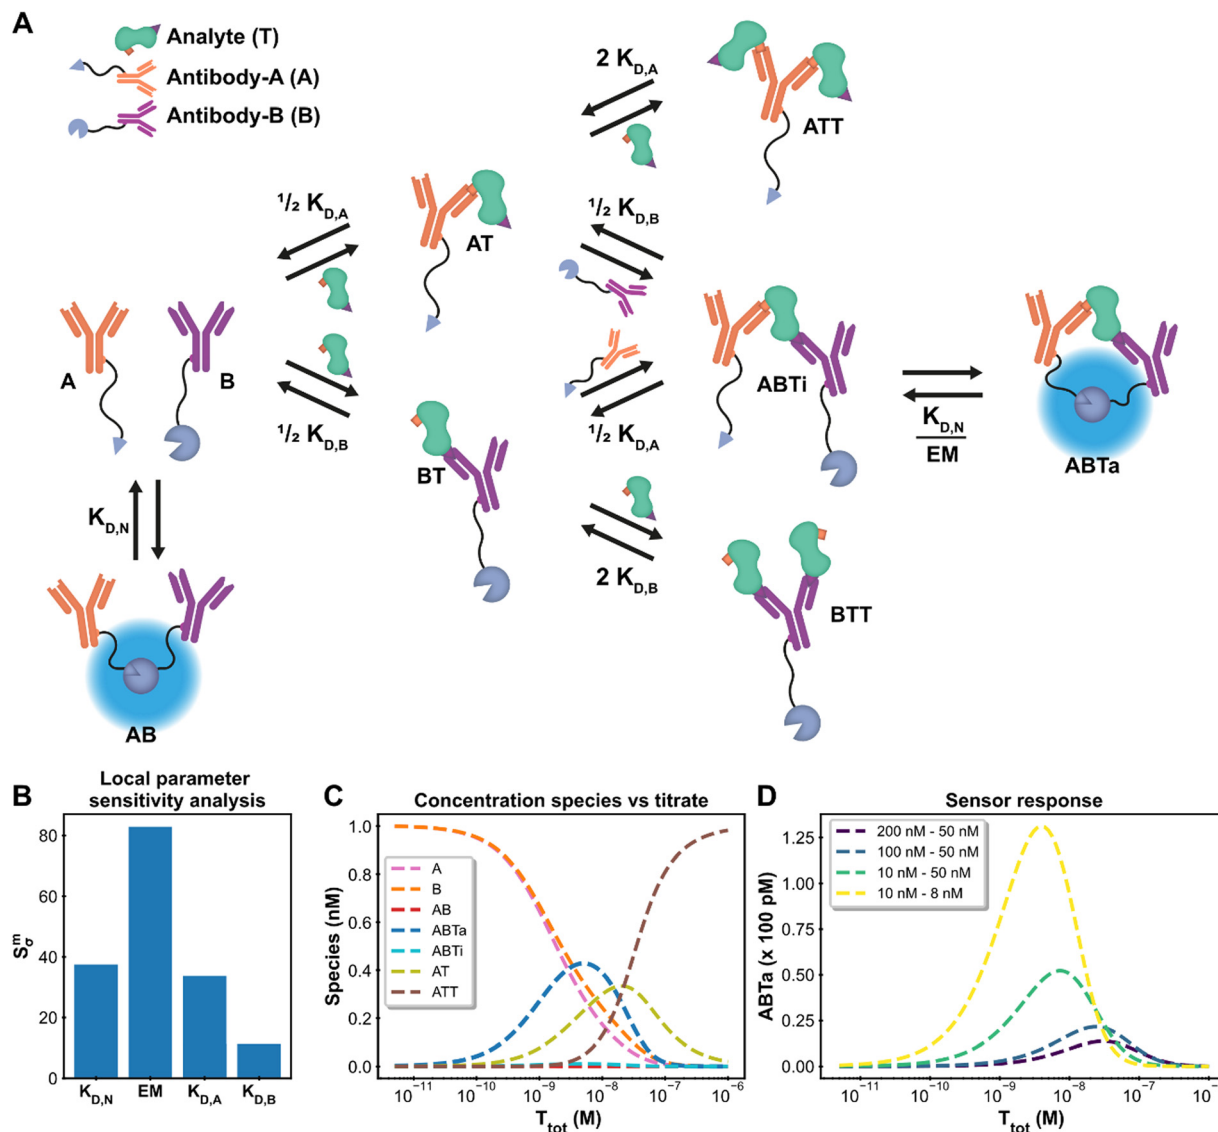 A
Analyte (T)
Antibody-A (A)
Antibody-B (B)
2 K_D,A
ATT
½ K_D,A
AT
½ K_D,B
A
B
ABTi
ABTa
K_D,N
EM
½ K_D,B
BT
½ K_D,A
K_D,N
2 K_D,B
BTT
AB
B
Local parameter
sensitivity analysis
S_σ^m
80
60
40
20
0
K_D,N EM K_D,A K_D,B
C
Concentration species vs titrate
Species (nM)
1.0
0.8
0.6
0.4
0.2
0.0
A
B
AB
ABTa
ABTi
AT
ATT
10⁻¹¹ 10⁻¹⁰ 10⁻⁹ 10⁻⁸ 10⁻⁷ 10⁻⁶
T_tot (M)
D
Sensor response
ABTa (x 100 pM)
1.25
1.00
0.75
0.50
0.25
0.00
200 nM - 50 nM
100 nM - 50 nM
10 nM - 50 nM
10 nM - 8 nM
10⁻¹¹ 10⁻¹⁰ 10⁻⁹ 10⁻⁸ 10⁻⁷ 10⁻⁶
T_tot (M)